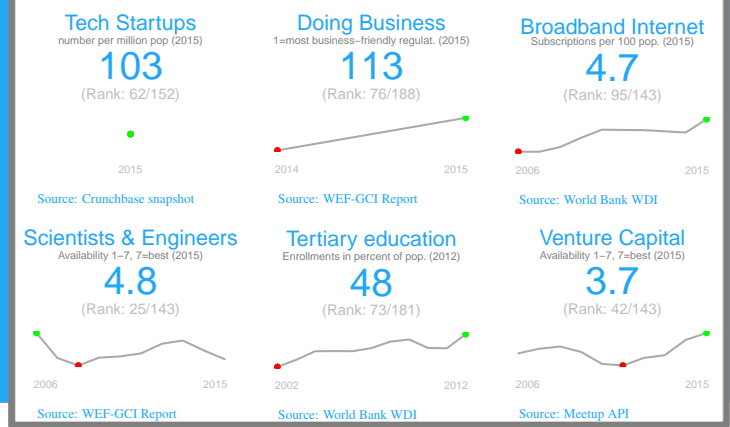 Tech Startups
number per million pop (2015)
103
(Rank: 62/152)
2015
Source: Crunchbase snapshot
Doing Business
1=most business−friendly regulat. (2015)
113
(Rank: 76/188)
2014 2015
Source: WEF-GCI Report
Broadband Internet
Subscriptions per 100 pop. (2015)
4.7
(Rank: 95/143)
2006 2015
Source: World Bank WDI
Scientists & Engineers
Availability 1−7, 7=best (2015)
4.8
(Rank: 25/143)
2006 2015
Source: WEF-GCI Report
Tertiary education
Enrollments in percent of pop. (2012)
48
(Rank: 73/181)
2002 2012
Source: World Bank WDI
Venture Capital
Availability 1−7, 7=best (2015)
3.7
(Rank: 42/143)
2006 2015
Source: Meetup API